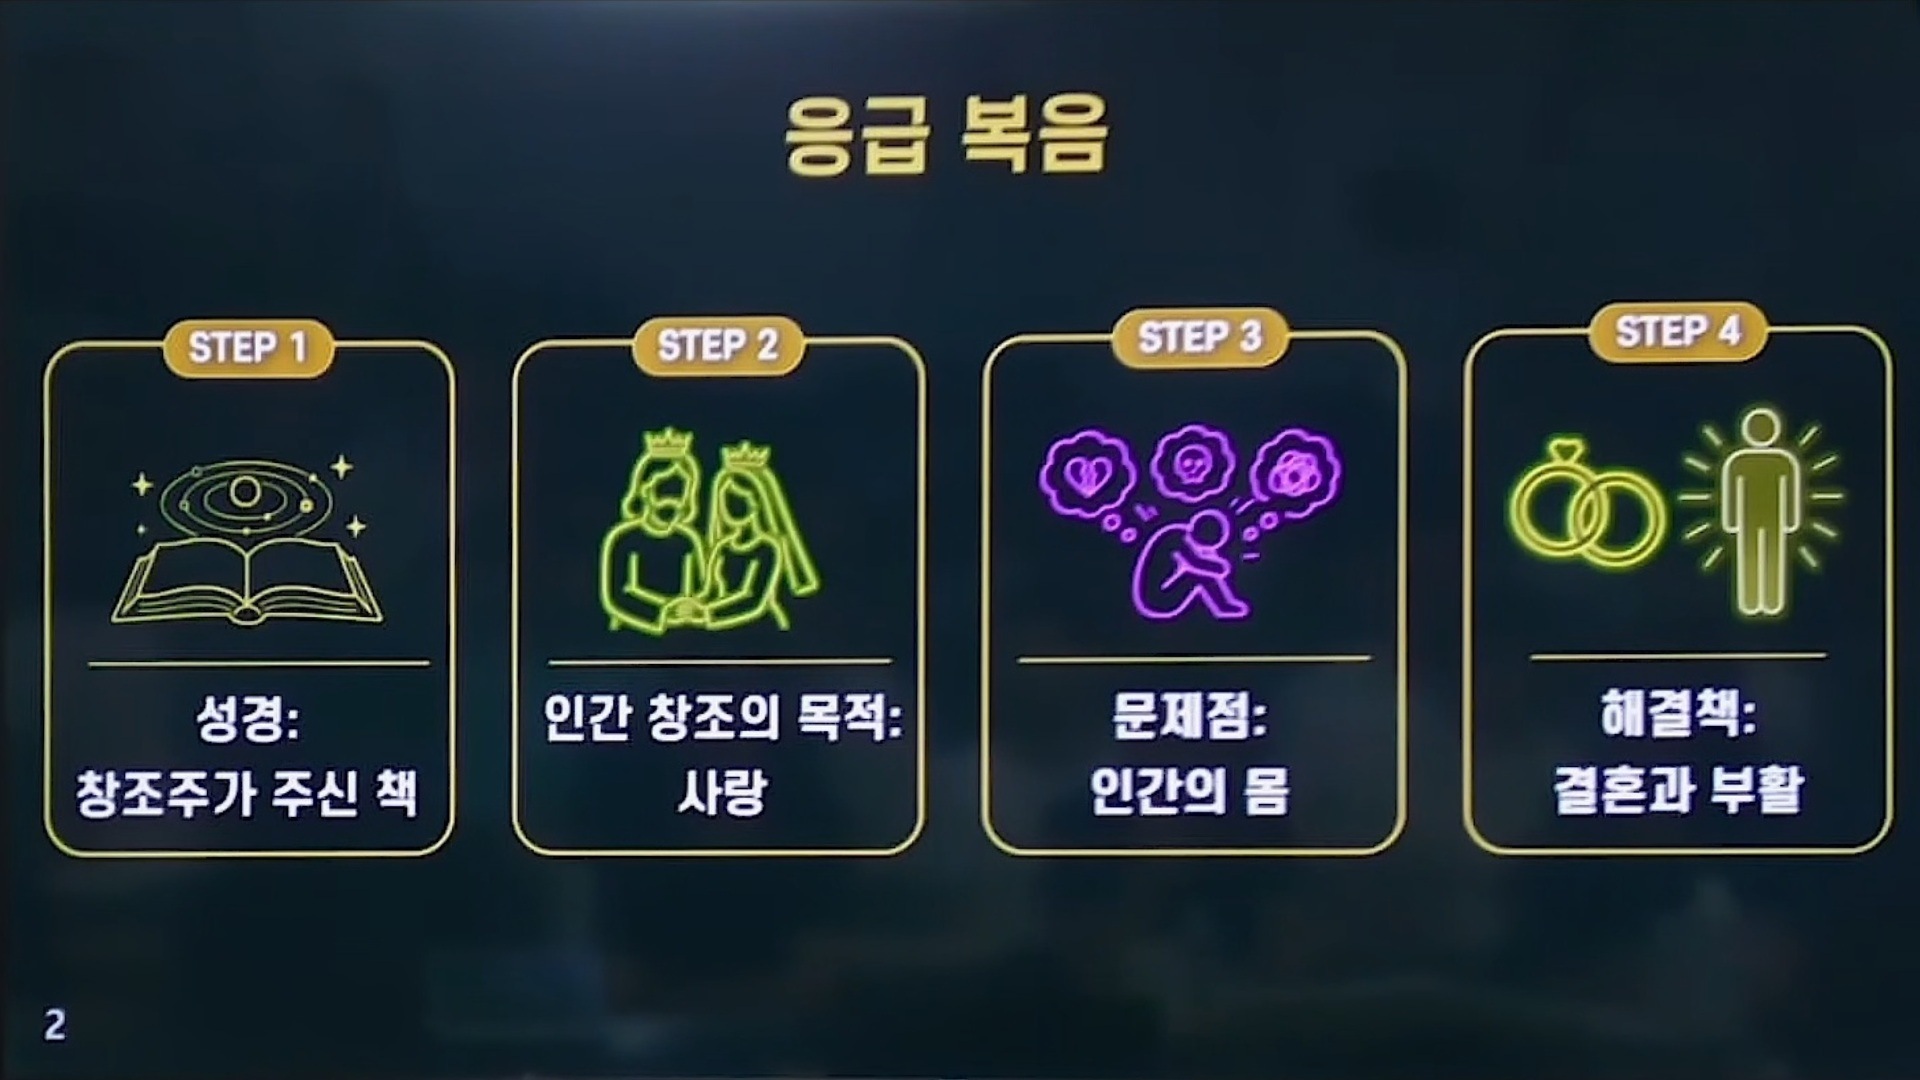 응급 복음
STEP 1
성경:
창조주가 주신 책
STEP 2
인간 창조의 목적:
사랑
STEP 3
문제점:
인간의 몸
STEP 4
해결책:
결혼과 부활
2